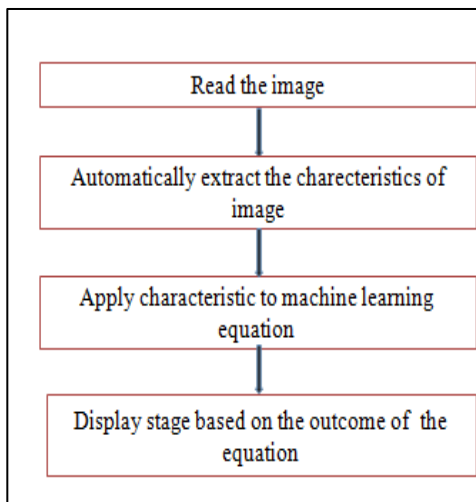 Read the image
Automatically extract the charecteristics of
image
Apply characteristic to machine learning
equation
Display stage based on the outcome of the
equation